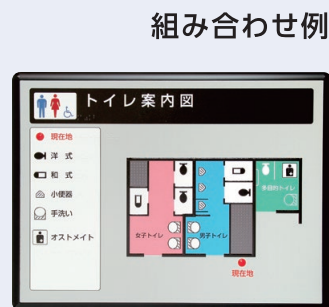 組み合わせ例
トイレ案内図
現在地
洋 式
和 式
小便器
手洗い
オストメイト
多目的トイレ
女子トイレ
男子トイレ
現在地